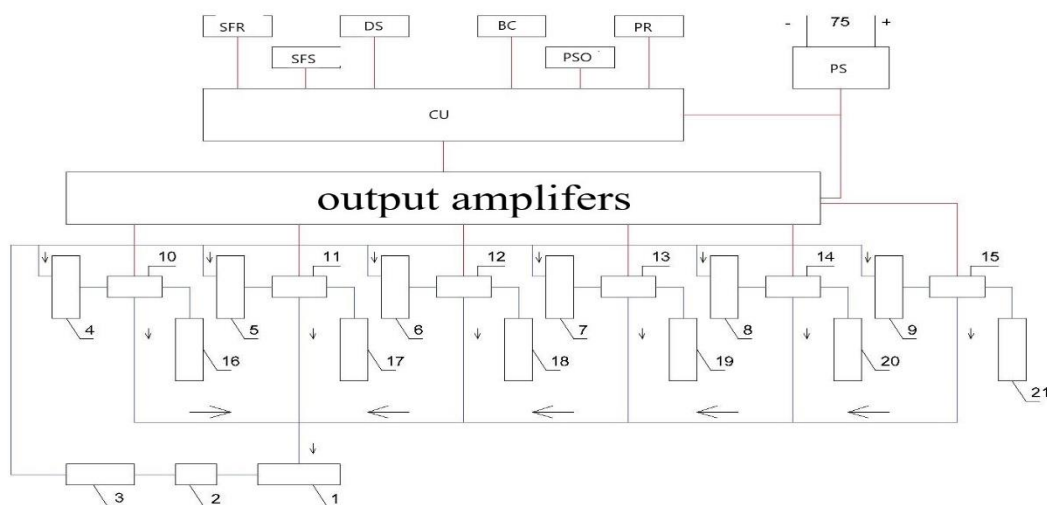 SFR DS BC PR - 75 +
SFS PSO PS
CU
output amplifers
10 11 12 13 14 15
4 5 6 7 8 9
16 17 18 19 20 21
3 2 1